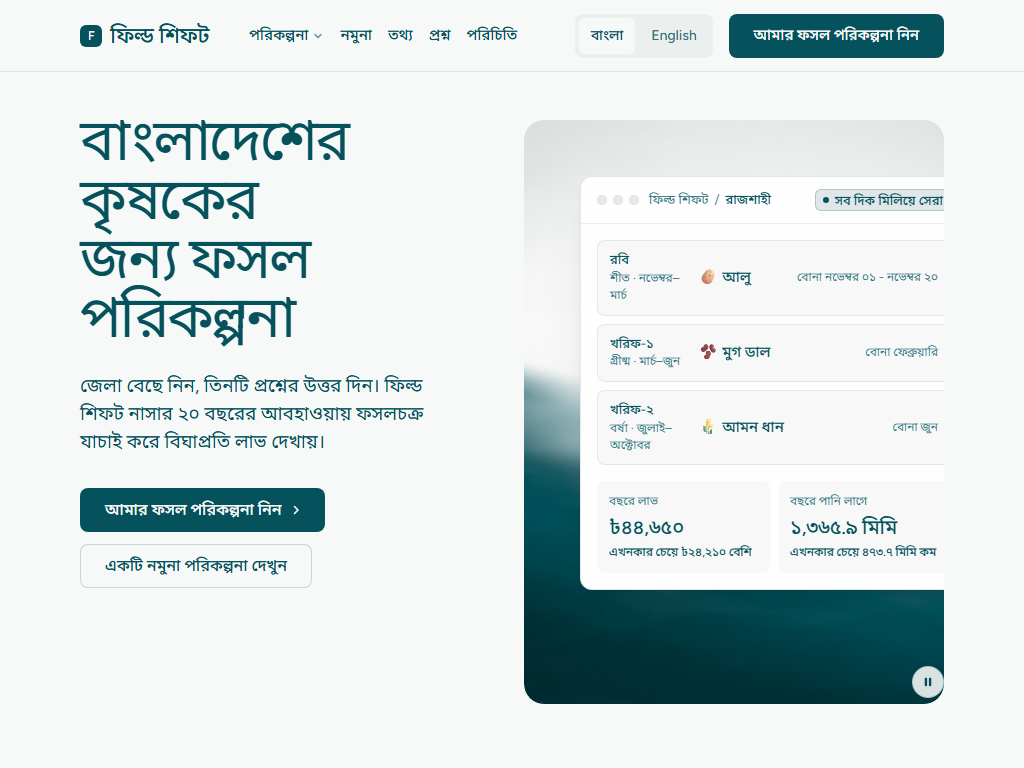 F ফিল্ড শিফট
পরিকল্পনা নমুনা তথ্য প্রশ্ন পরিচিতি
বাংলা English
আমার ফসল পরিকল্পনা নিন
বাংলাদেশের
কৃষকের
জন্য ফসল
পরিকল্পনা
জেলা বেছে নিন, তিনটি প্রশ্নের উত্তর দিন। ফিল্ড
শিফট নাসার ২০ বছরের আবহাওয়ায় ফসলচক্র
যাচাই করে বিঘাপ্রতি লাভ দেখায়।
আমার ফসল পরিকল্পনা নিন
একটি নমুনা পরিকল্পনা দেখুন
ফিল্ড শিফট / রাজশাহী
সব দিক মিলিয়ে সেরা
রবি
শীত · নভেম্বর–
মার্চ
আলু
বোনা নভেম্বর ০১ - নভেম্বর ২০
খরিফ-১
গ্রীষ্ম · মার্চ–জুন
মুগ ডাল
বোনা ফেব্রুয়ারি
খরিফ-২
বর্ষা · জুলাই–
অক্টোবর
আমন ধান
বোনা জুন
বছরে লাভ
৳৪৪,৬৫০
এখনকার চেয়ে ৳২৪,২১০ বেশি
বছরে পানি লাগে
১,৩৬৫.৯ মিমি
এখনকার চেয়ে ৪৭৩.৭ মিমি কম